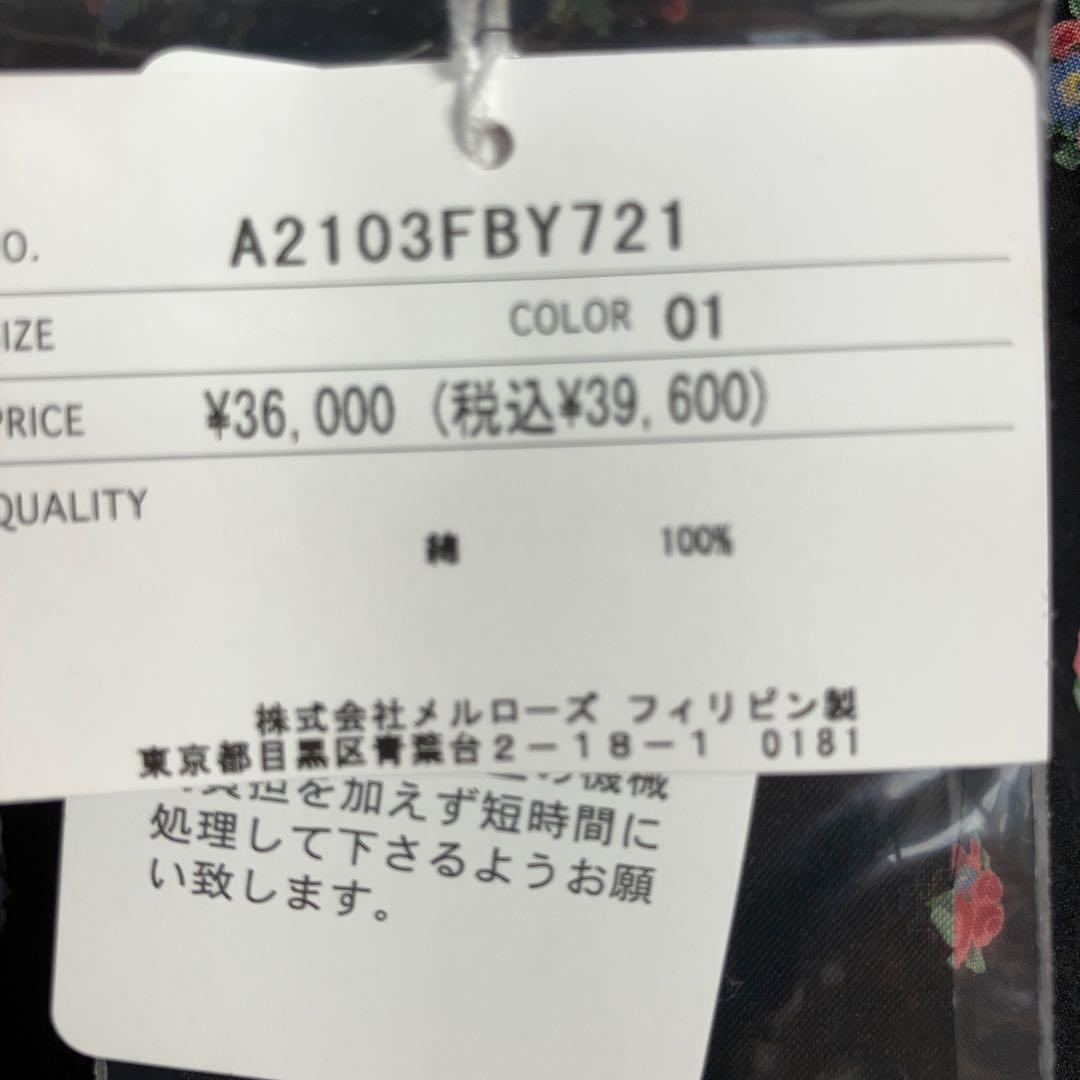 O. A2103FBY721
SIZE COLOR 01
PRICE ¥36,000 (税込¥39,600)
QUALITY
綿 100%
株式会社メルローズ フィリピン製
東京都目黒区青葉台2-18-1 0181
負担を加えず短時間に
処理して下さるようお願
い致します。